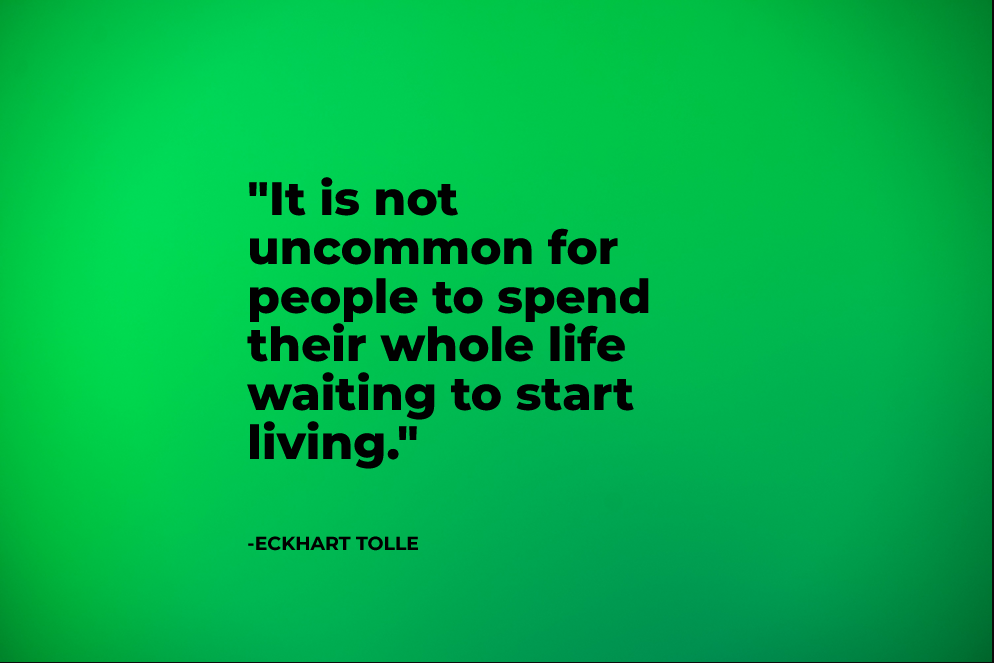 "It is not
uncommon for
people to spend
their whole life
waiting to start
living."
-ECKHART TOLLE